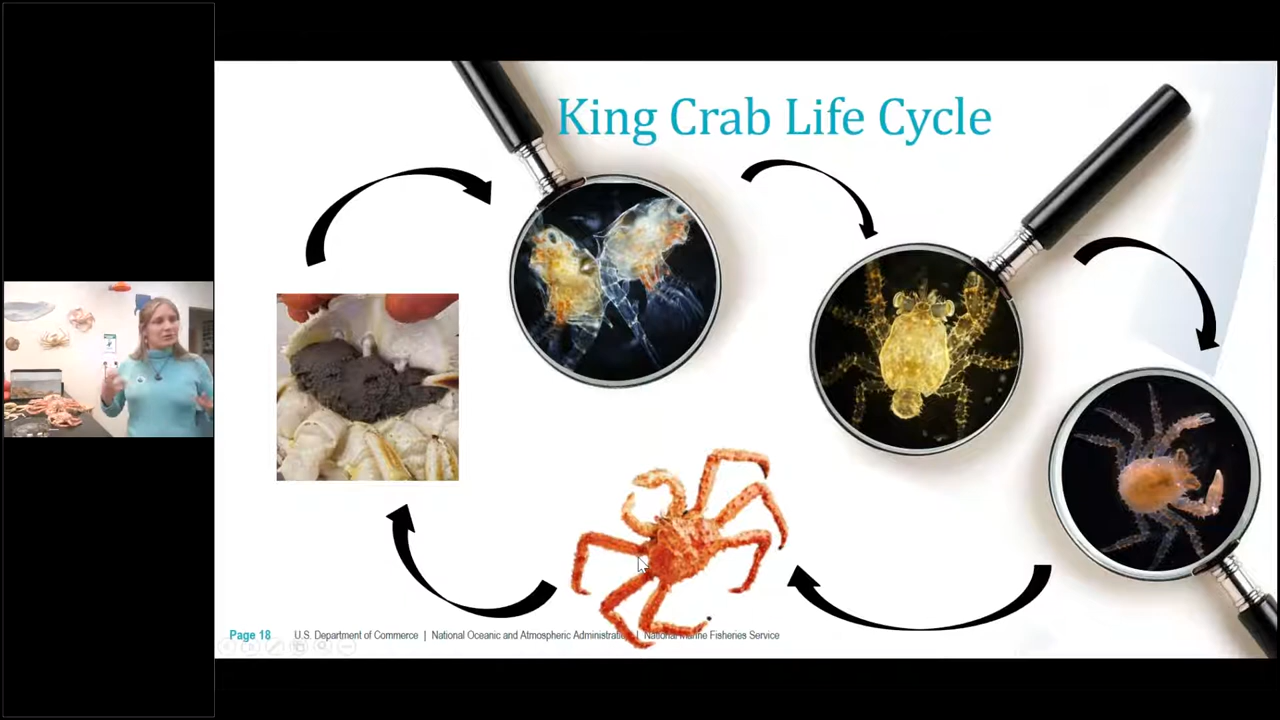 King Crab Life Cycle
Page 18 U.S. Department of Commerce | National Oceanic and Atmospheric Administration | National Marine Fisheries Service